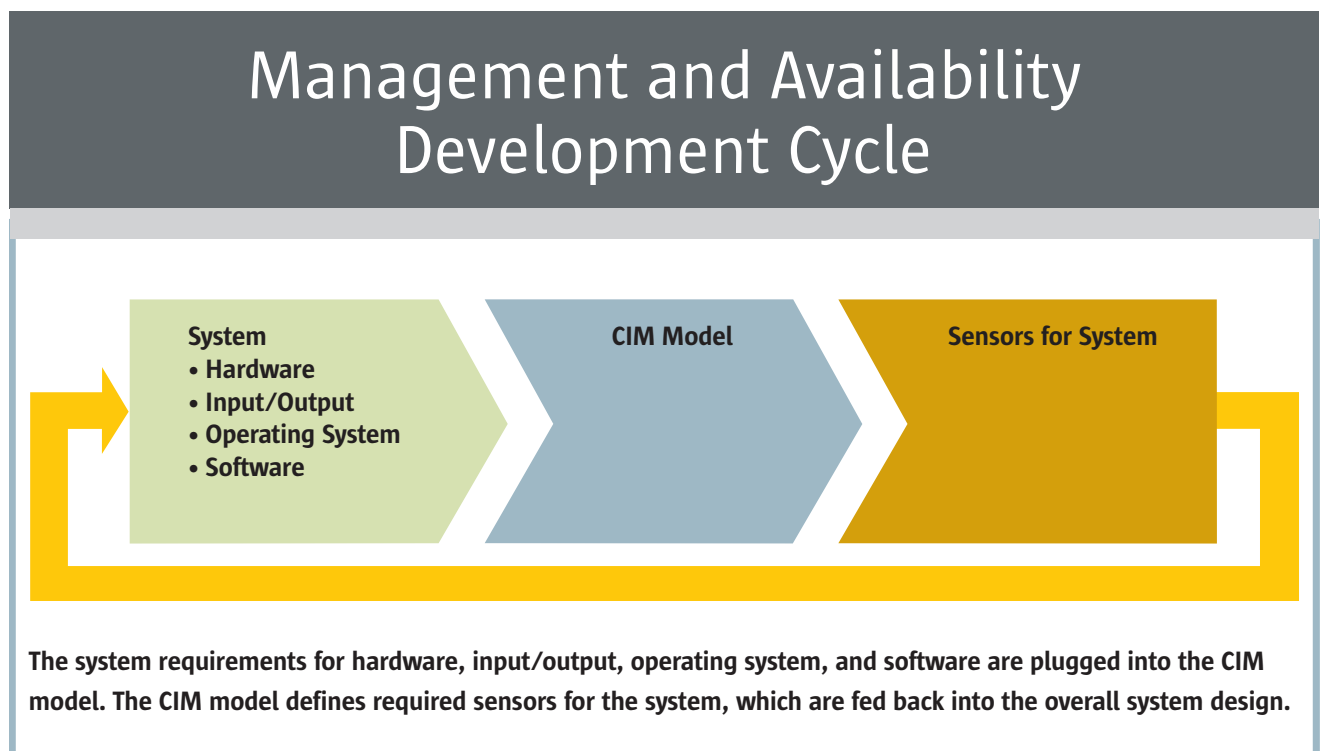 Management and Availability
Development Cycle
System
• Hardware
• Input/Output
• Operating System
• Software
CIM Model
Sensors for System
The system requirements for hardware, input/output, operating system, and software are plugged into the CIM
model. The CIM model defines required sensors for the system, which are fed back into the overall system design.